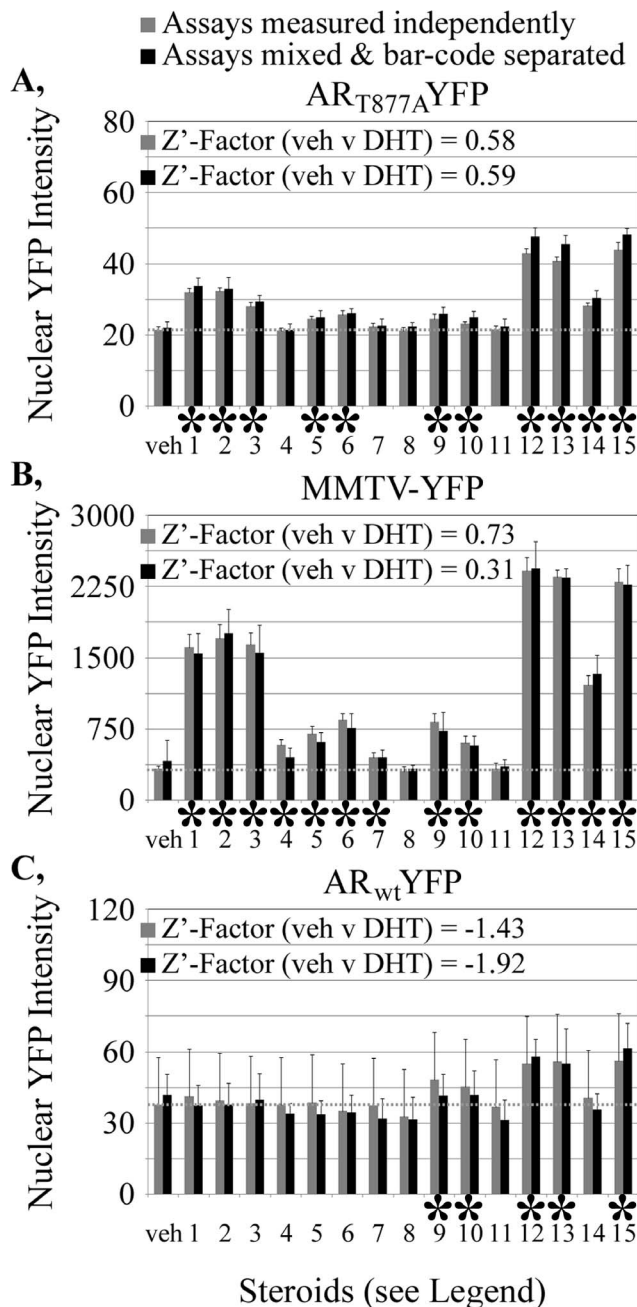 Assays measured independently
Assays mixed & bar-code separated
A,
AR_T877A YFP
80
60
40
20
0
Nuclear YFP Intensity
Z'-Factor (veh v DHT) = 0.58
Z'-Factor (veh v DHT) = 0.59
veh 1 2 3 4 5 6 7 8 9 10 11 12 13 14 15
B,
MMTV-YFP
3000
2250
1500
750
0
Nuclear YFP Intensity
Z'-Factor (veh v DHT) = 0.73
Z'-Factor (veh v DHT) = 0.31
veh 1 2 3 4 5 6 7 8 9 10 11 12 13 14 15
C,
AR_wt YFP
120
90
60
30
0
Nuclear YFP Intensity
Z'-Factor (veh v DHT) = -1.43
Z'-Factor (veh v DHT) = -1.92
veh 1 2 3 4 5 6 7 8 9 10 11 12 13 14 15
Steroids (see Legend)